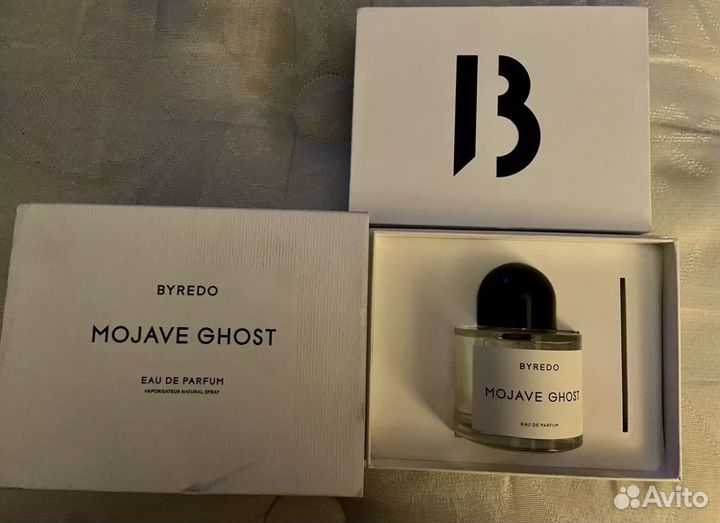 B
BYREDO
MOJAVE GHOST
EAU DE PARFUM
VAPORISATEUR NATURAL SPRAY
BYREDO
MOJAVE GHOST
EAU DE PARFUM
Avito